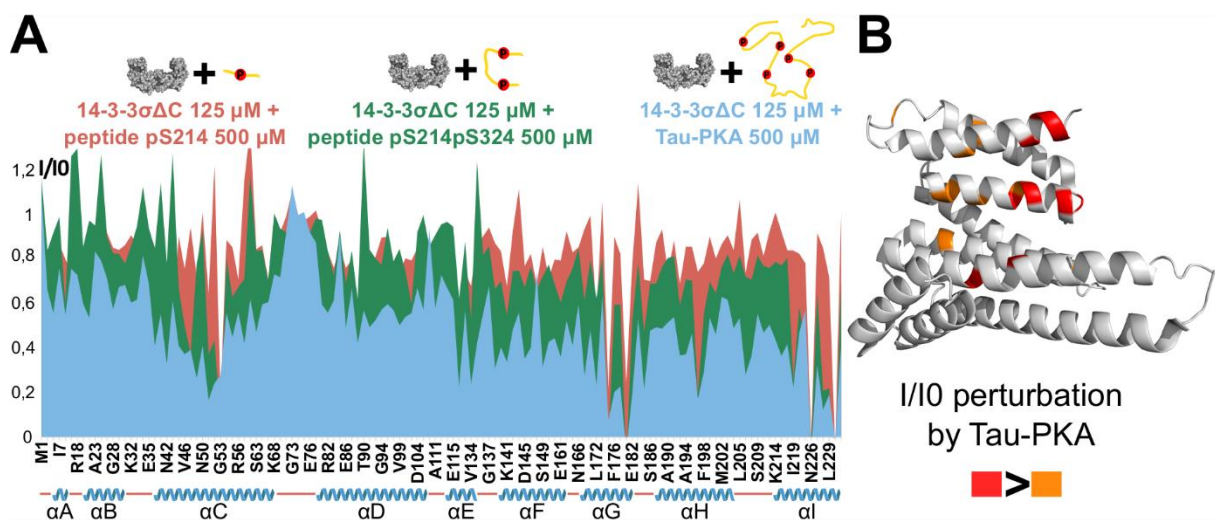 A
B
+
+
+
P
P
P
P
P
P
P
14-3-3σΔC 125 µM +
peptide pS214 500 µM
14-3-3σΔC 125 µM +
peptide pS214pS324 500 µM
14-3-3σΔC 125 µM +
Tau-PKA 500 µM
I/I0
1,2
1
0,8
0,6
0,4
0,2
0
M1
I7
R18
A23
G28
K32
E35
N42
V46
N50
G53
R56
S63
K68
G73
E76
R82
E86
T90
V99
D104
A111
E115
V134
G137
K141
D145
S149
E161
N166
L172
F176
E182
S186
A190
A194
F198
M202
L205
S209
K214
I219
N226
L229
αA
αB
αC
αD
αE
αF
αG
αH
αI
I/I0 perturbation
by Tau-PKA
>